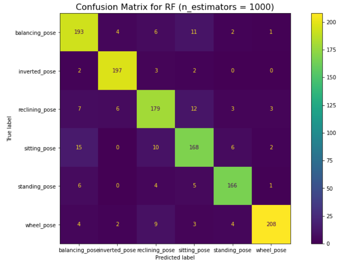 Confusion Matrix for RF (n_estimators = 1000)
balancing_pose 193 4 6 11 2 1
inverted_pose 2 197 3 2 0 0
reclining_pose 7 6 179 12 3 3
sitting_pose 15 0 10 168 6 2
standing_pose 6 0 4 5 166 1
wheel_pose 4 2 9 3 4 208
balancing_pose inverted_pose reclining_pose sitting_pose standing_pose wheel_pose
True label
Predicted label
200
175
150
125
100
75
50
25
0